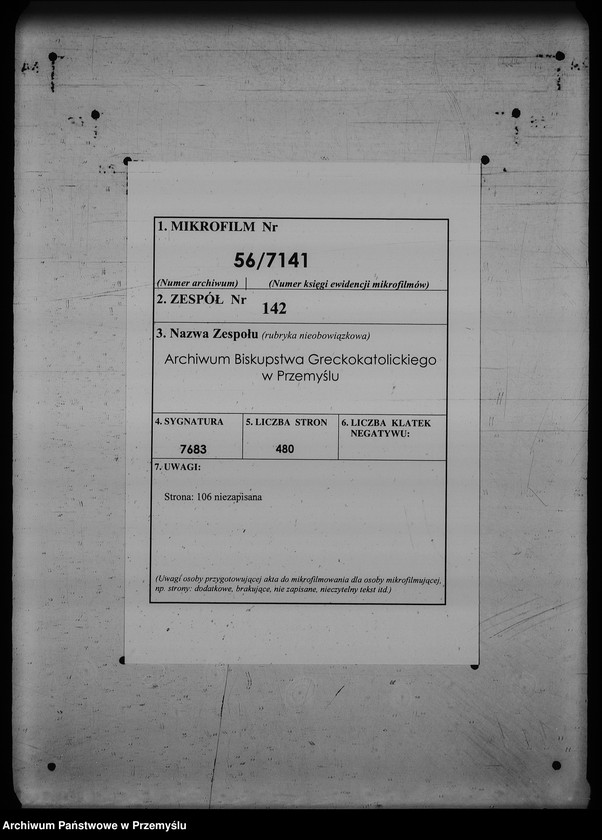 1. MIKROFILM Nr
56/7141
(Numer archiwum) (Numer księgi ewidencji mikrofilmów)
2. ZESPÓŁ Nr 142
3. Nazwa Zespołu (rubryka nieobowiązkowa)
Archiwum Biskupstwa Greckokatolickiego
w Przemyślu
4. SYGNATURA 5. LICZBA STRON 6. LICZBA KLATEK
NEGATYWU:
7683 480
7. UWAGI:
Strona: 106 niezapisana
(Uwagi osoby przygotowującej akta do mikrofilmowania dla osoby mikrofilmującej,
np. strony: dodatkowe, brakujące, nie zapisane, nieczytelny tekst itd.)
Archiwum Państwowe w Przemyślu